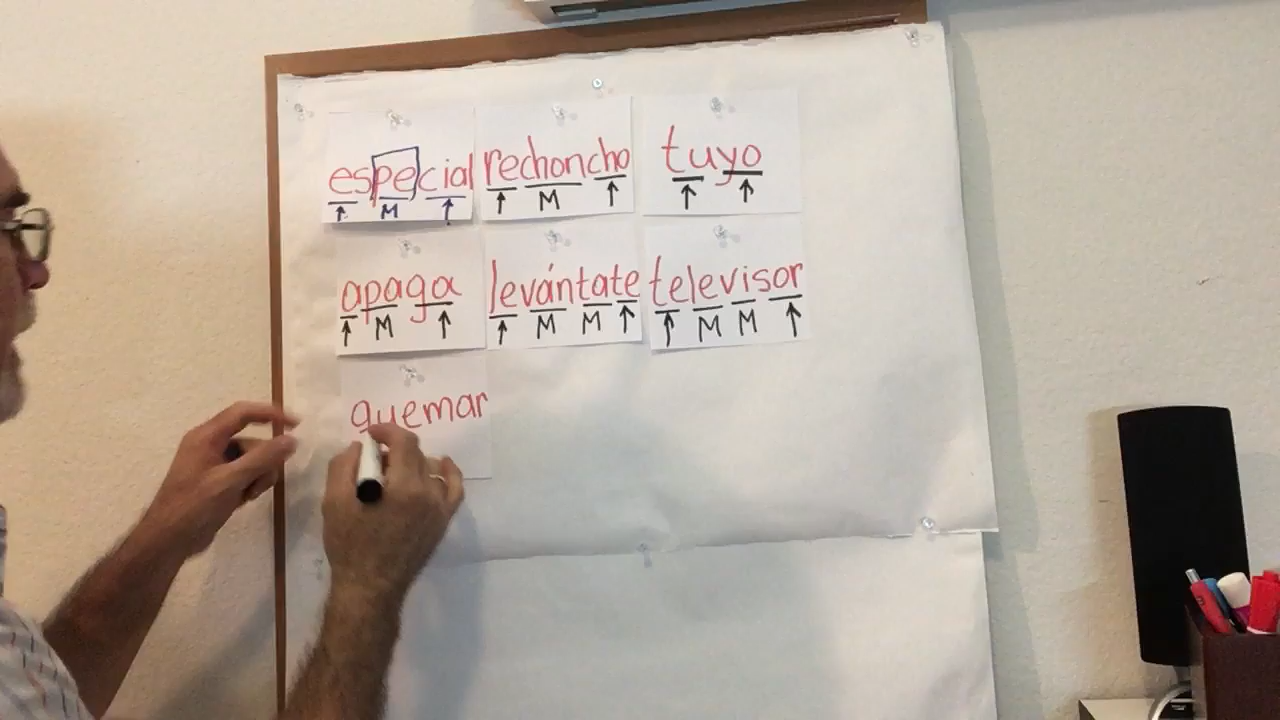 especial rechoncho tuyo
↑ M ↑ ↑ M ↑ ↑ ↑
apaga levántate televisor
↑ M ↑ ↑ M M ↑ ↑ M M ↑
quemar